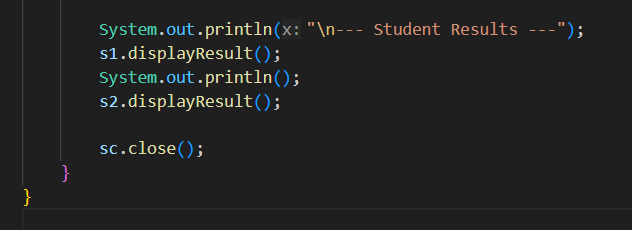 System.out.println(x:"\n--- Student Results ---");
s1.displayResult();
System.out.println();
s2.displayResult();
sc.close();
}
}